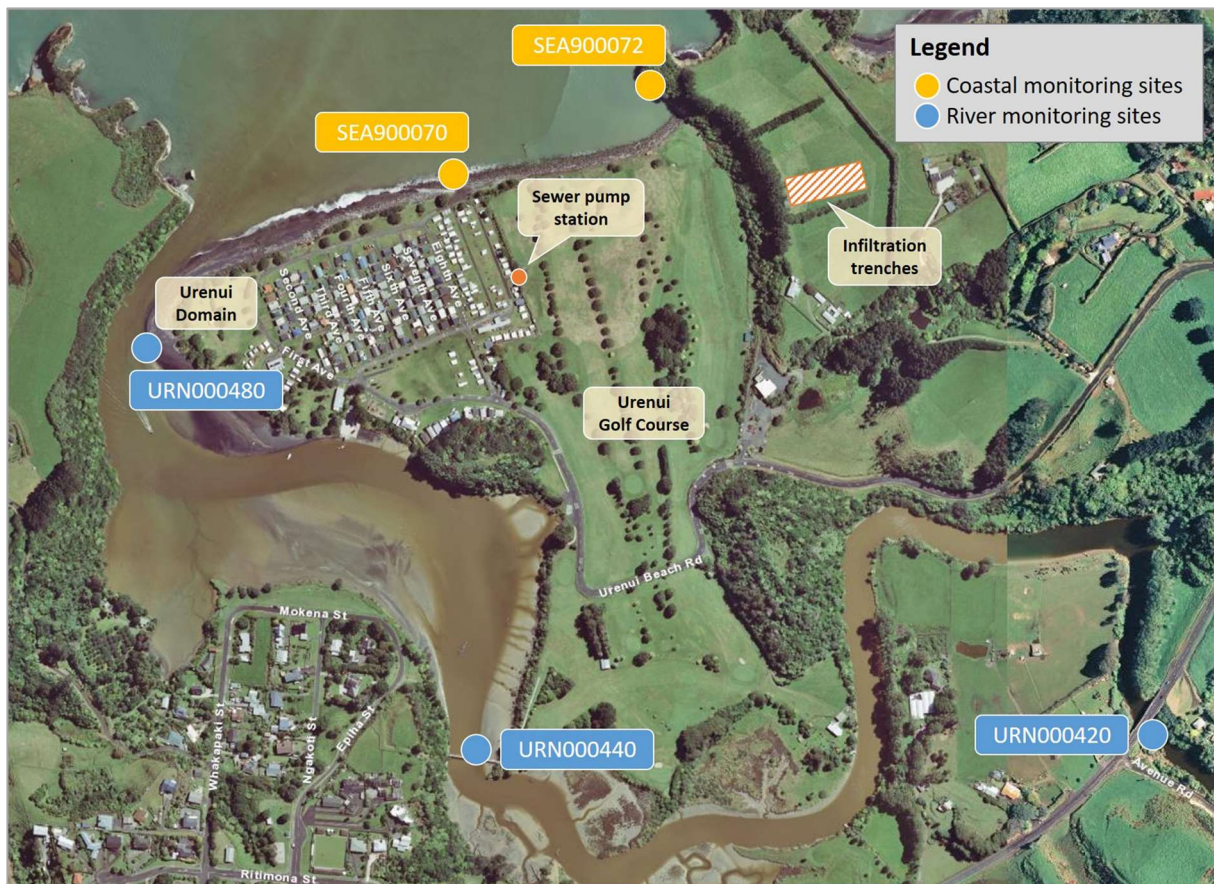 SEA900072
Legend
Coastal monitoring sites
River monitoring sites
SEA900070
Sewer pump
station
Infiltration
trenches
Urenui
Domain
Second Ave
Third Ave
Fourth Ave
Fifth Ave
Sixth Ave
Seventh Ave
Eighth Ave
First Ave
URN000480
Urenui
Golf Course
Urenui Beach Rd
Mokena St
Whakapaki St
Ngakoti St
Epiha St
URN000440
URN000420
Avenue Rd
Ritimona St